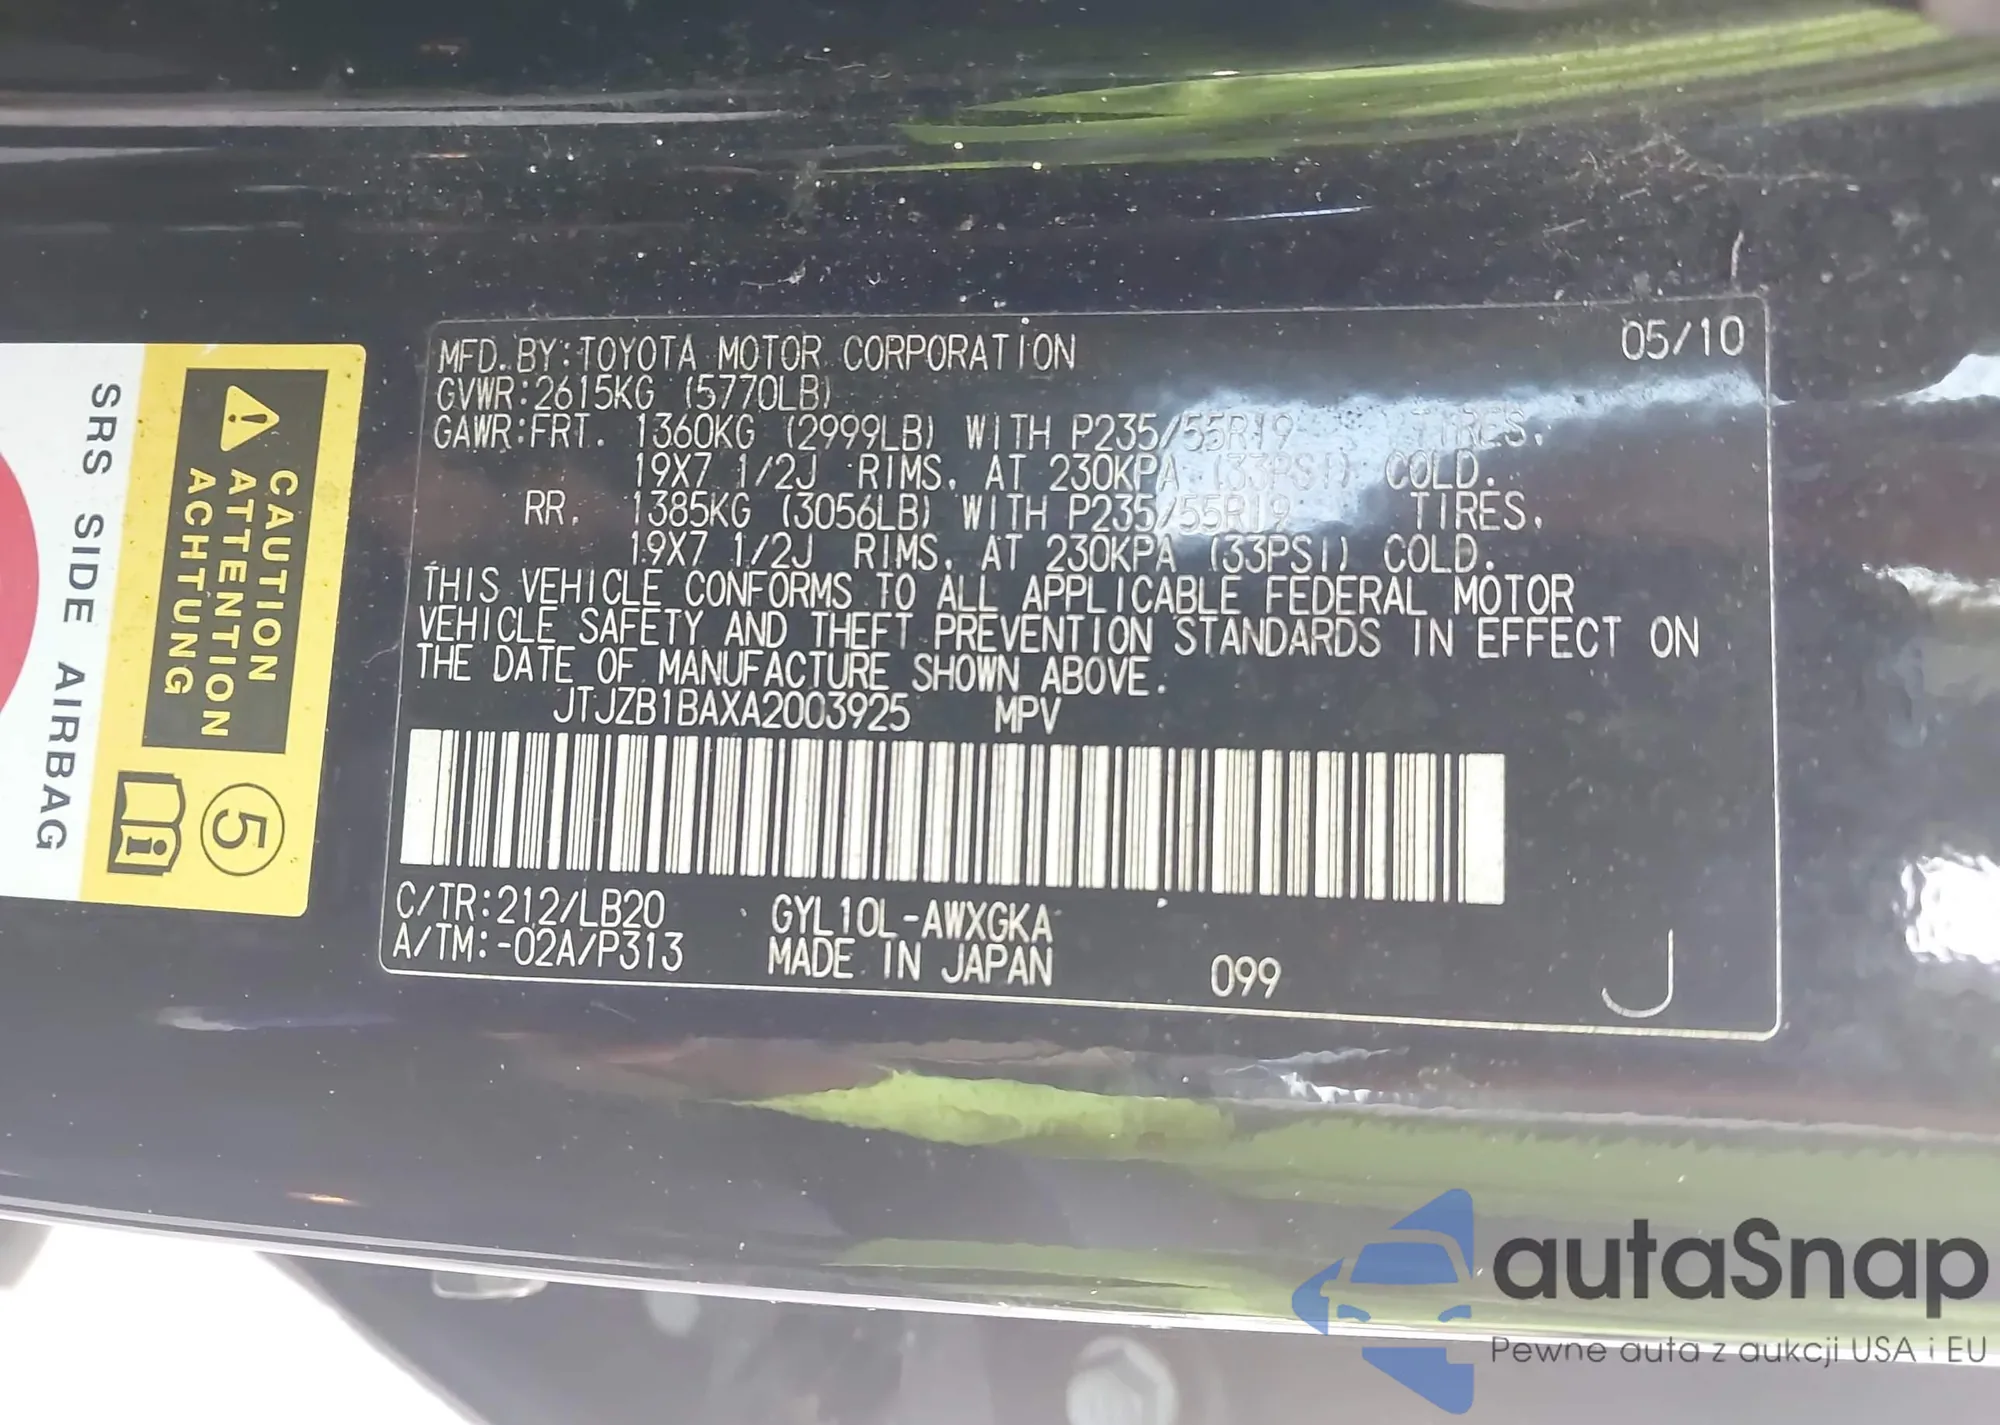 SRS SIDE AIRBAG
CAUTION
ATTENTION
ACHTUNG
5
i
MFD. BY: TOYOTA MOTOR CORPORATION 05/10
GVWR: 2615KG (5770LB)
GAWR: FRT. 1360KG (2999LB) WITH P235/55R19 TIRES,
19X7 1/2J RIMS, AT 230KPA (33PSI) COLD.
RR. 1385KG (3056LB) WITH P235/55R19 TIRES,
19X7 1/2J RIMS, AT 230KPA (33PSI) COLD.
THIS VEHICLE CONFORMS TO ALL APPLICABLE FEDERAL MOTOR
VEHICLE SAFETY AND THEFT PREVENTION STANDARDS IN EFFECT ON
THE DATE OF MANUFACTURE SHOWN ABOVE.
JTJZB1BAXA2003925 MPV
C/TR: 212/LB20 GYL10L-AWXGKA
A/TM: -02A/P313 MADE IN JAPAN 099 J
autaSnap
Pewne auta z aukcji USA i EU